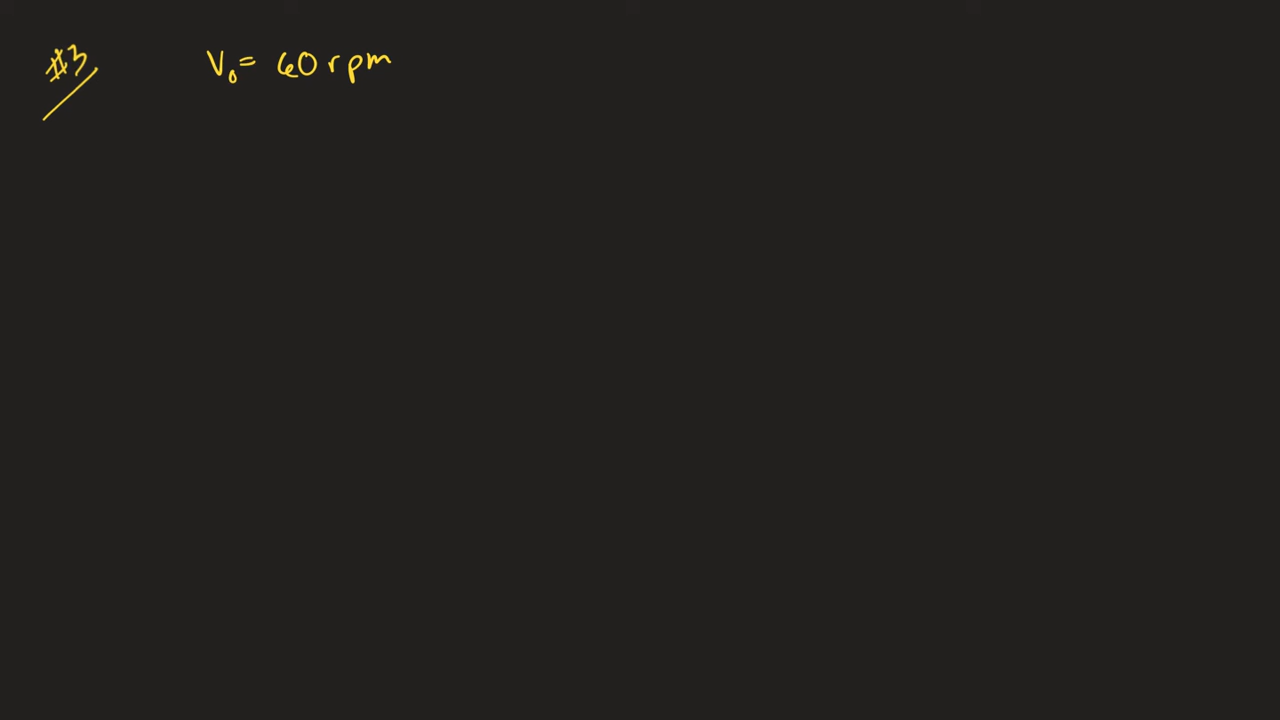 #3 V₀ = 60 rpm